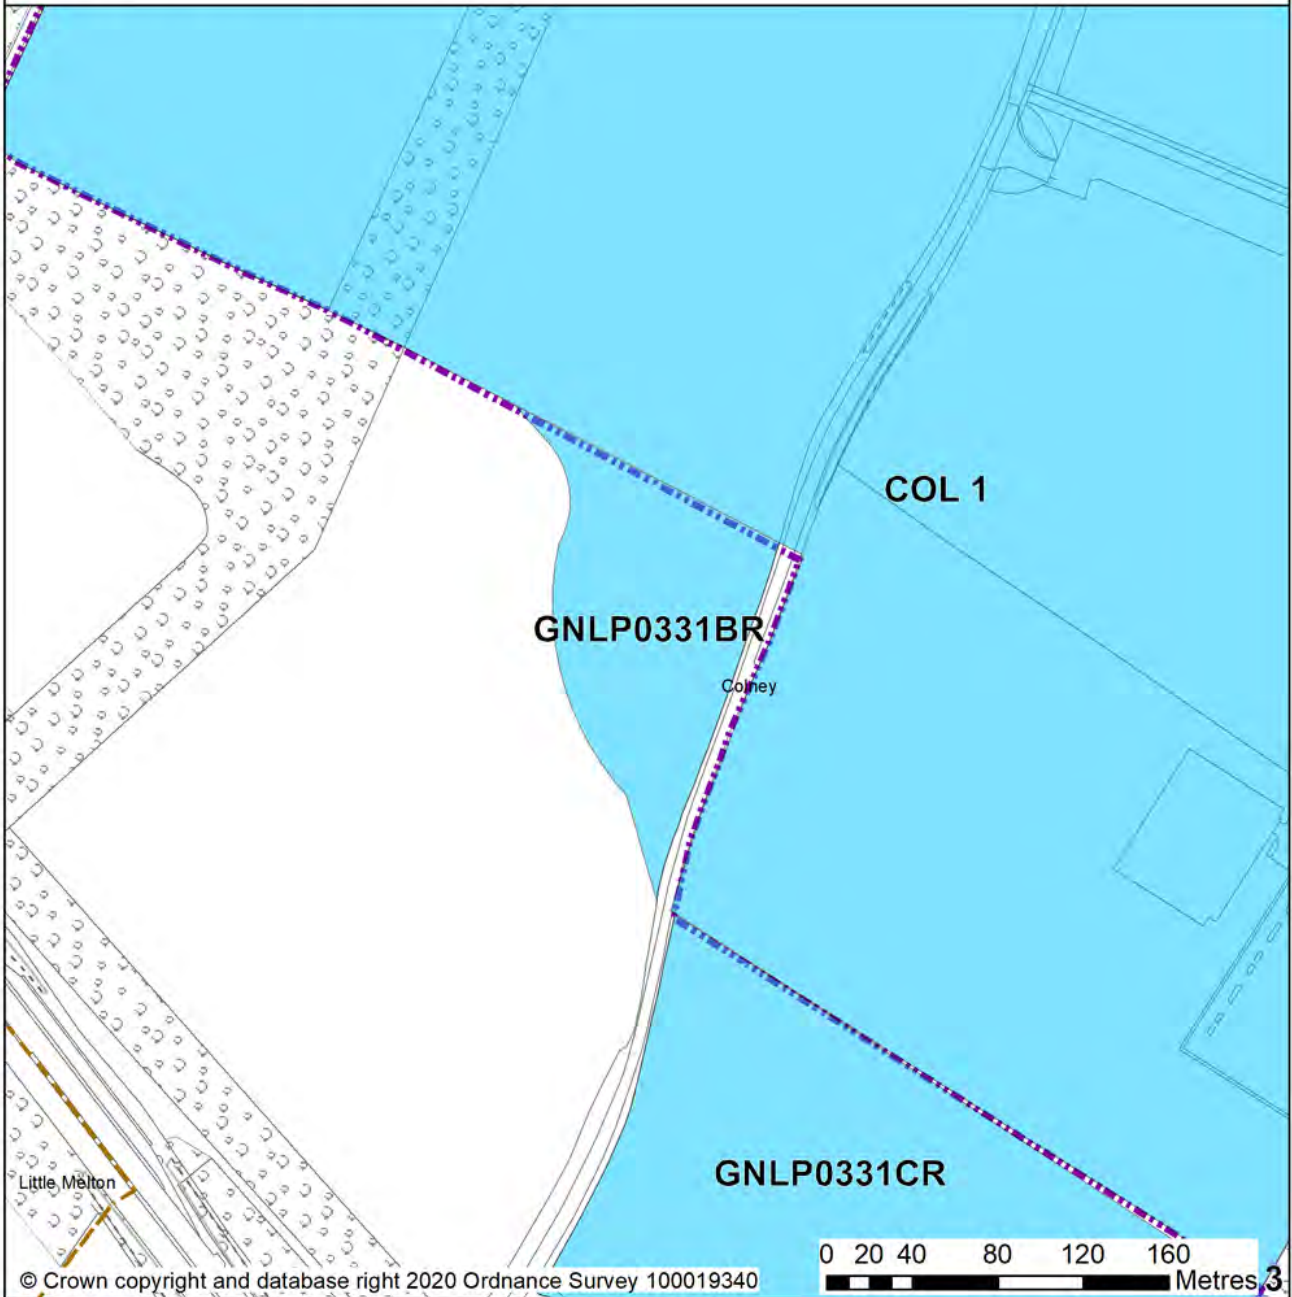 COL 1
GNLP0331BR
Colney
GNLP0331CR
Little Melton
0 20 40 80 120 160
Metres 3
© Crown copyright and database right 2020 Ordnance Survey 100019340